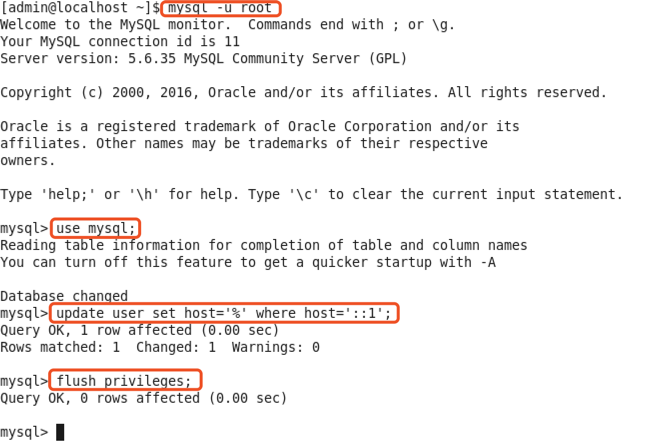 [admin@localhost ~]$ mysql -u root
Welcome to the MySQL monitor.  Commands end with ; or \g.
Your MySQL connection id is 11
Server version: 5.6.35 MySQL Community Server (GPL)
Copyright (c) 2000, 2016, Oracle and/or its affiliates. All rights reserved.
Oracle is a registered trademark of Oracle Corporation and/or its
affiliates. Other names may be trademarks of their respective
owners.
Type 'help;' or '\h' for help. Type '\c' to clear the current input statement.
mysql> use mysql;
Reading table information for completion of table and column names
You can turn off this feature to get a quicker startup with -A
Database changed
mysql> update user set host='%' where host='::1';
Query OK, 1 row affected (0.00 sec)
Rows matched: 1  Changed: 1  Warnings: 0
mysql> flush privileges;
Query OK, 0 rows affected (0.00 sec)
mysql>